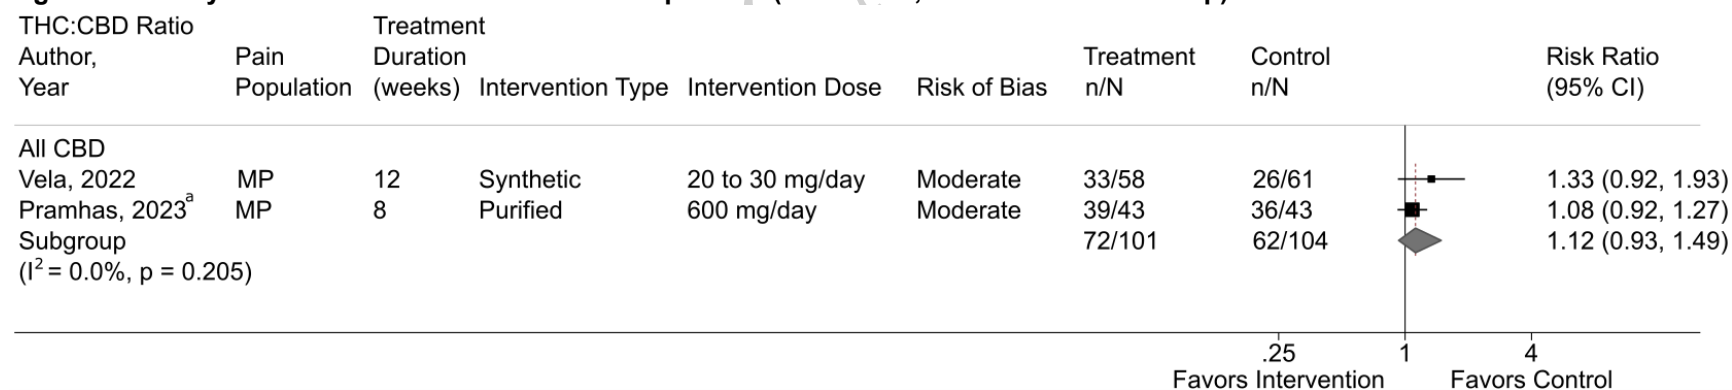 THC:CBD Ratio Treatment
Author, Pain Duration Treatment Control Risk Ratio
Year Population (weeks) Intervention Type Intervention Dose Risk of Bias n/N n/N (95% CI)
All CBD
Vela, 2022 MP 12 Synthetic 20 to 30 mg/day Moderate 33/58 26/61 1.33 (0.92, 1.93)
Pramhas, 2023ᵃ MP 8 Purified 600 mg/day Moderate 39/43 36/43 1.08 (0.92, 1.27)
Subgroup 72/101 62/104 1.12 (0.93, 1.49)
(I² = 0.0%, p = 0.205)
.25 1 4
Favors Intervention Favors Control